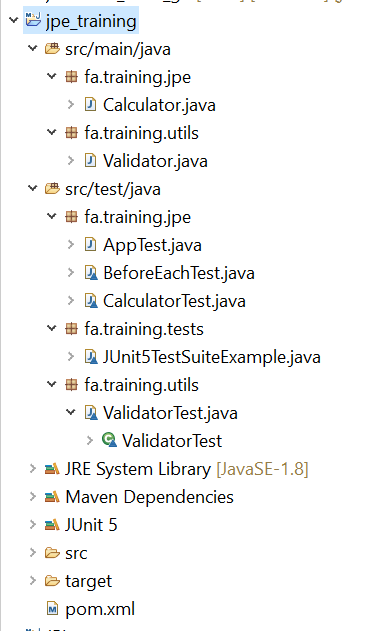 jpe_training
src/main/java
fa.training.jpe
Calculator.java
fa.training.utils
Validator.java
src/test/java
fa.training.jpe
AppTest.java
BeforeEachTest.java
CalculatorTest.java
fa.training.tests
JUnit5TestSuiteExample.java
fa.training.utils
ValidatorTest.java
ValidatorTest
JRE System Library [JavaSE-1.8]
Maven Dependencies
JUnit 5
src
target
pom.xml